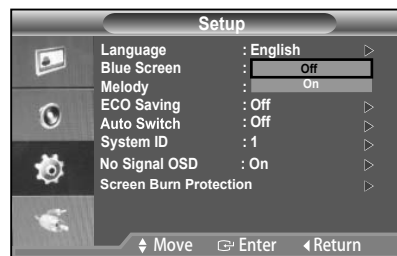 Setup
Language : English
Blue Screen : Off
Melody : On
ECO Saving : Off
Auto Switch : Off
System ID : 1
No Signal OSD : On
Screen Burn Protection
Move Enter Return